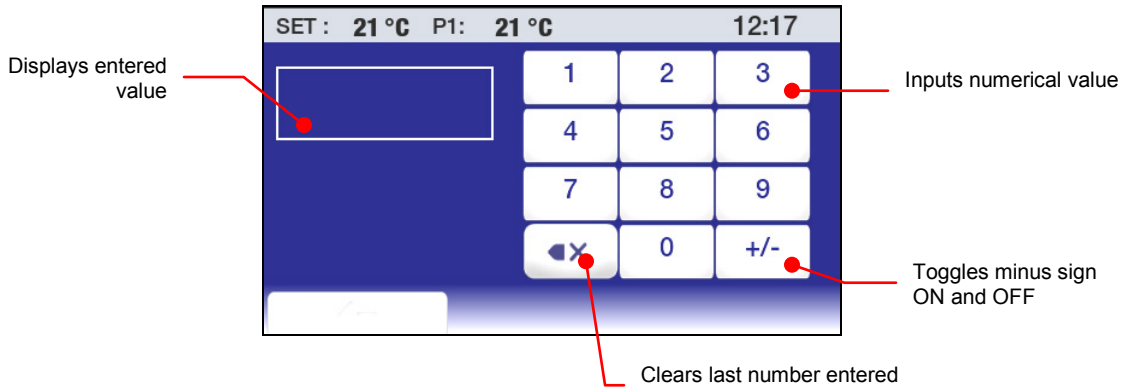 SET : 21 °C P1: 21 °C 12:17
Displays entered
value
1 2 3
Inputs numerical value
4 5 6
7 8 9
0 +/-
Toggles minus sign
ON and OFF
Clears last number entered